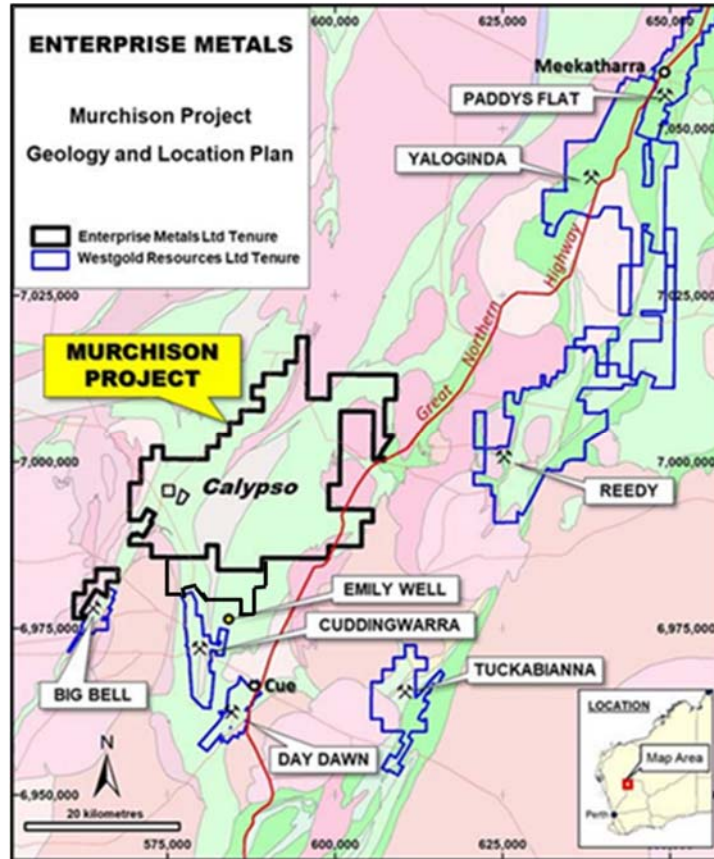 ENTERPRISE METALS
Murchison Project
Geology and Location Plan
Enterprise Metals Ltd Tenure
Westgold Resources Ltd Tenure
600,000
625,000
650,000
Meekatharra
PADDYS FLAT
7,050,000
YALOGINDA
7,025,000
7,025,000
Great Northern Highway
MURCHISON
PROJECT
7,000,000
Calypso
7,000,000
REEDY
EMILY WELL
6,975,000
6,975,000
CUDDINGWARRA
TUCKABIANNA
BIG BELL
Cue
DAY DAWN
LOCATION
Map Area
Perth
N
6,950,000
20 kilometres
575,000
600,000
625,000